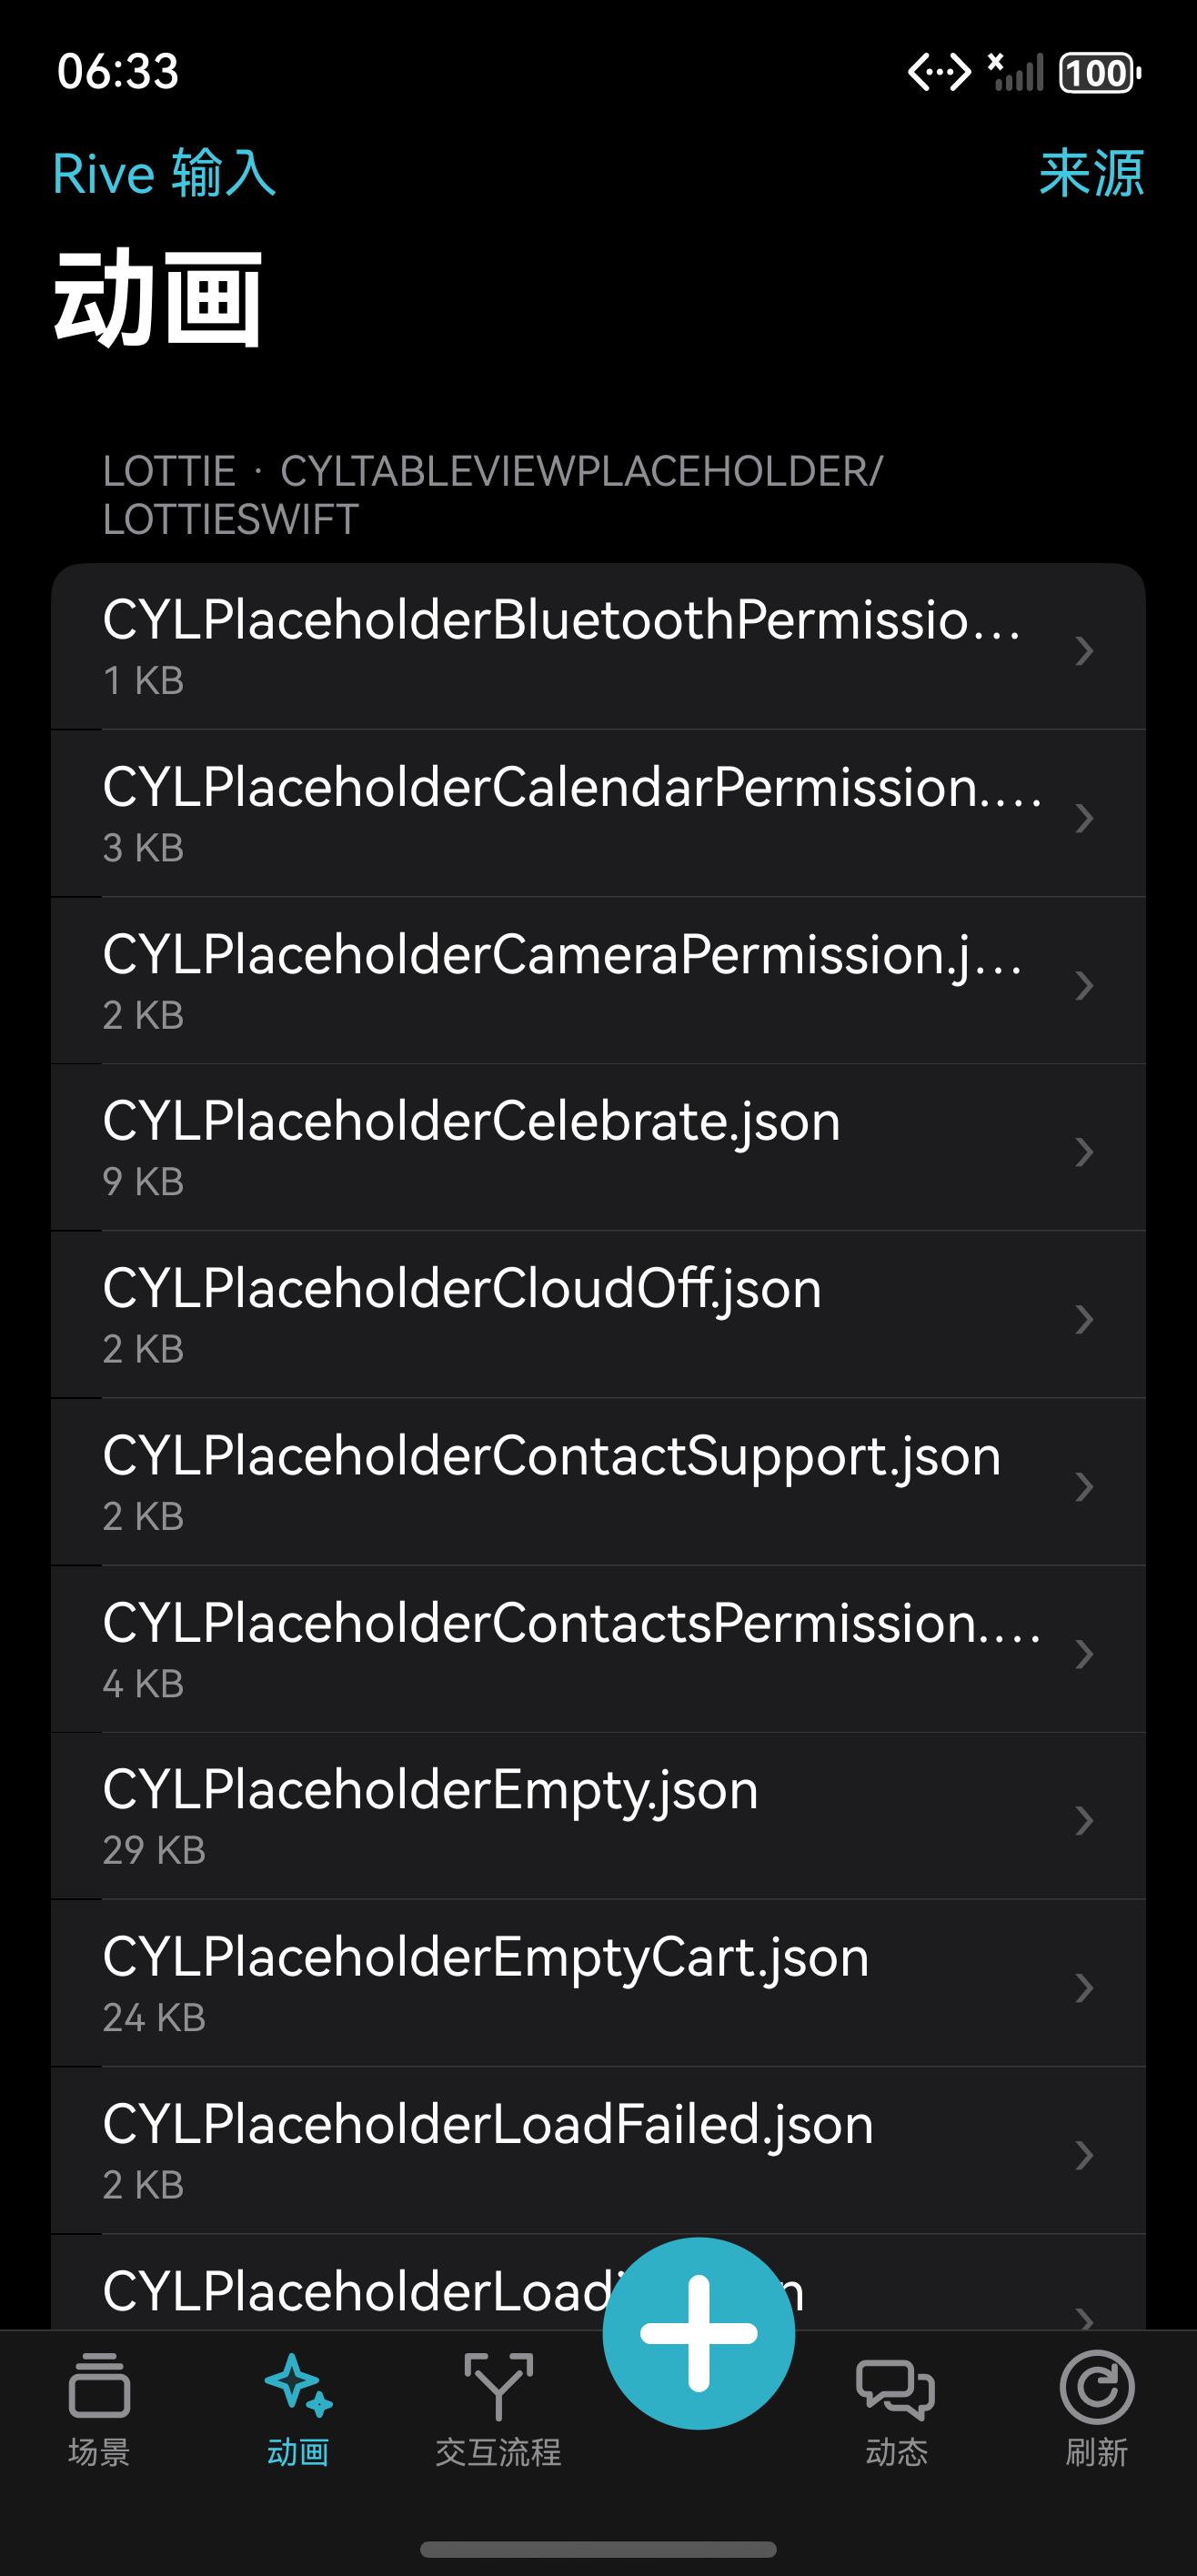 06:33
100
Rive 输入
来源
动画
LOTTIE · CYLTABLEVIEWPLACEHOLDER/
LOTTIESWIFT
CYLPlaceholderBluetoothPermissio...
1 KB
CYLPlaceholderCalendarPermission....
3 KB
CYLPlaceholderCameraPermission.j...
2 KB
CYLPlaceholderCelebrate.json
9 KB
CYLPlaceholderCloudOff.json
2 KB
CYLPlaceholderContactSupport.json
2 KB
CYLPlaceholderContactsPermission....
4 KB
CYLPlaceholderEmpty.json
29 KB
CYLPlaceholderEmptyCart.json
24 KB
CYLPlaceholderLoadFailed.json
2 KB
场景
动画
交互流程
动态
刷新